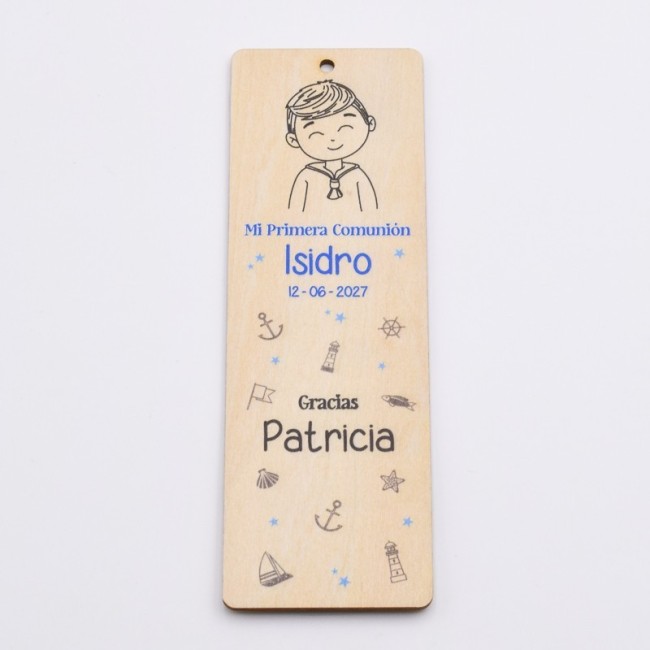 Mi Primera Comunión
Isidro
12-06-2027
Gracias
Patricia